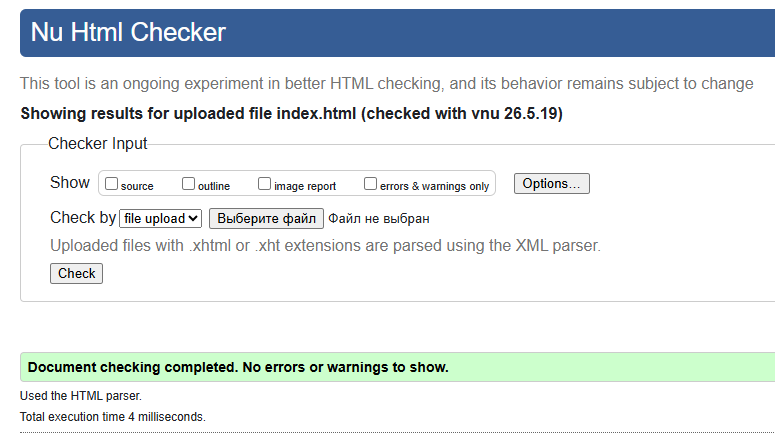 Nu Html Checker
This tool is an ongoing experiment in better HTML checking, and its behavior remains subject to change
Showing results for uploaded file index.html (checked with vnu 26.5.19)
Checker Input
Show source outline image report errors & warnings only Options...
Check by file upload Выберите файл Файл не выбран
Uploaded files with .xhtml or .xht extensions are parsed using the XML parser.
Check
Document checking completed. No errors or warnings to show.
Used the HTML parser.
Total execution time 4 milliseconds.